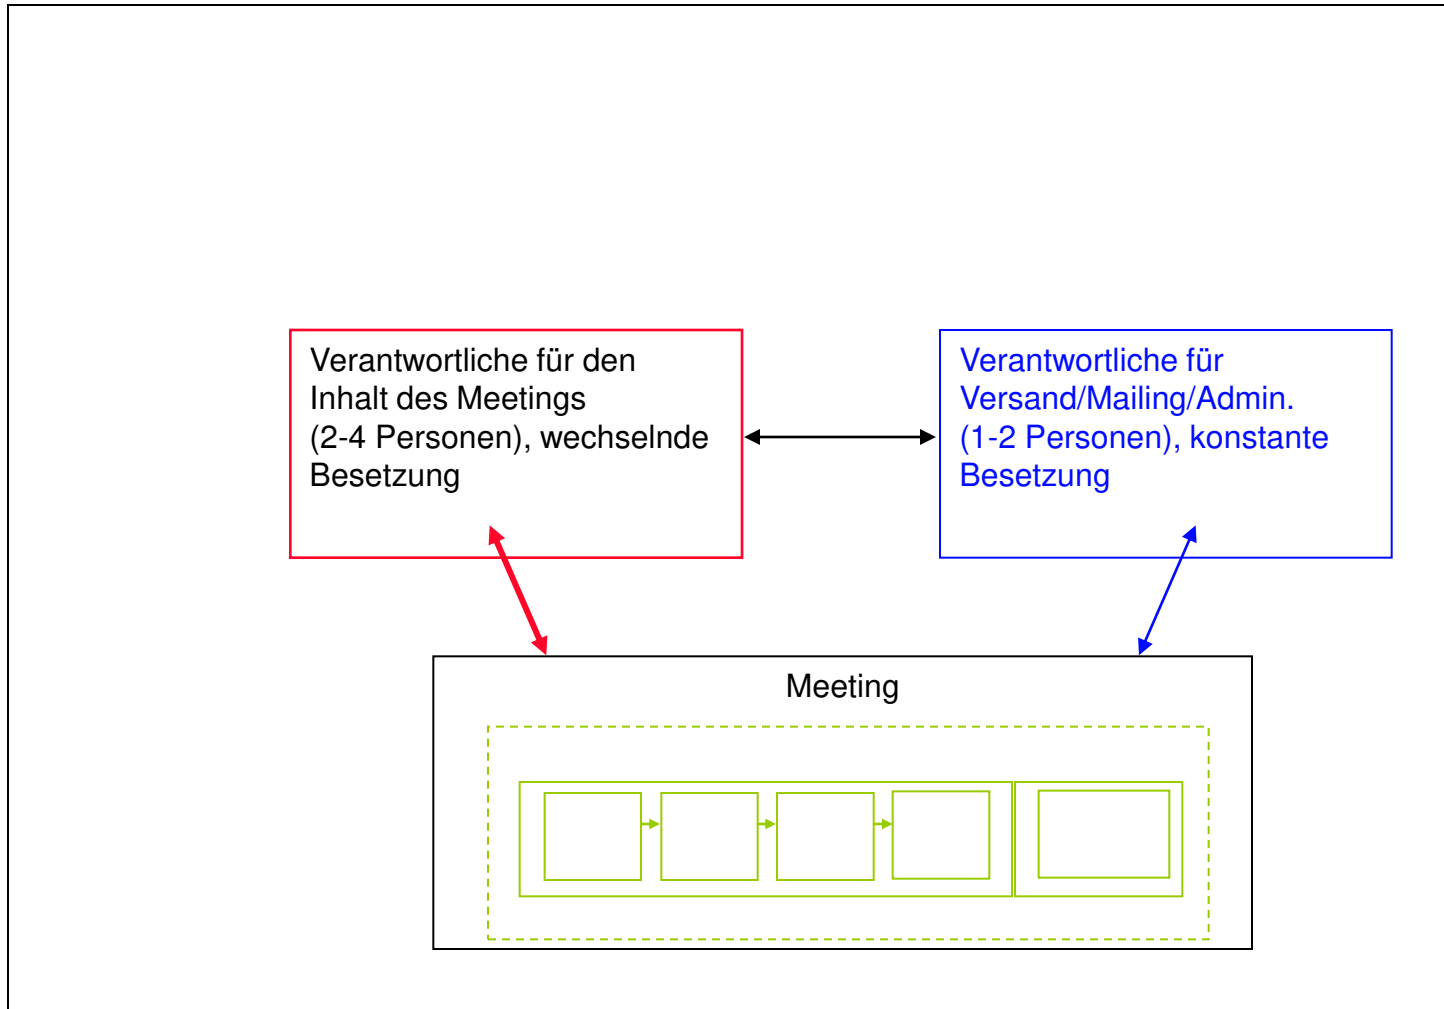 Verantwortliche für den
Inhalt des Meetings
(2-4 Personen), wechselnde
Besetzung
Verantwortliche für
Versand/Mailing/Admin.
(1-2 Personen), konstante
Besetzung
Meeting